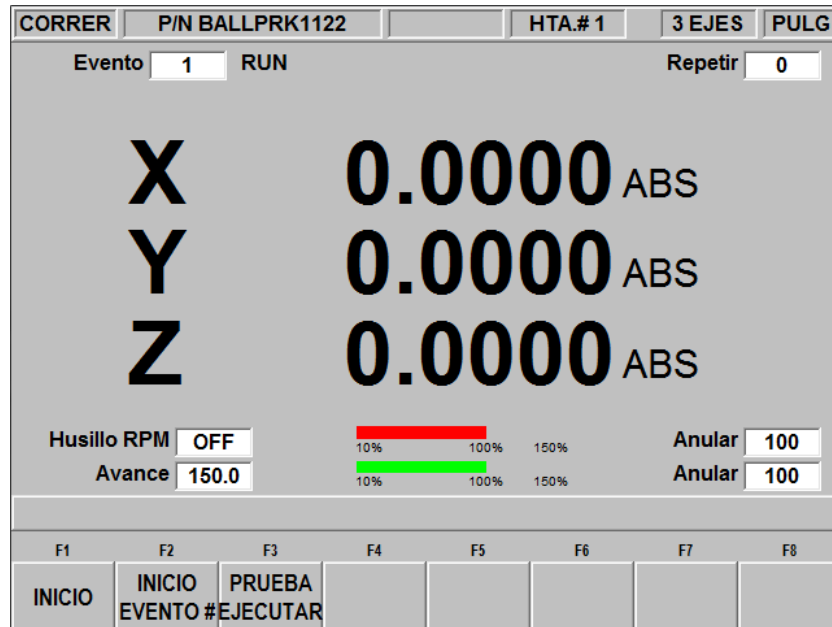 CORRER P/N BALLPRK1122 HTA.# 1 3 EJES PULG
Evento 1 RUN Repetir 0
X 0.0000 ABS
Y 0.0000 ABS
Z 0.0000 ABS
Husillo RPM OFF 10% 100% 150% Anular 100
Avance 150.0 10% 100% 150% Anular 100
F1 F2 F3 F4 F5 F6 F7 F8
INICIO INICIO EVENTO # PRUEBA EJECUTAR